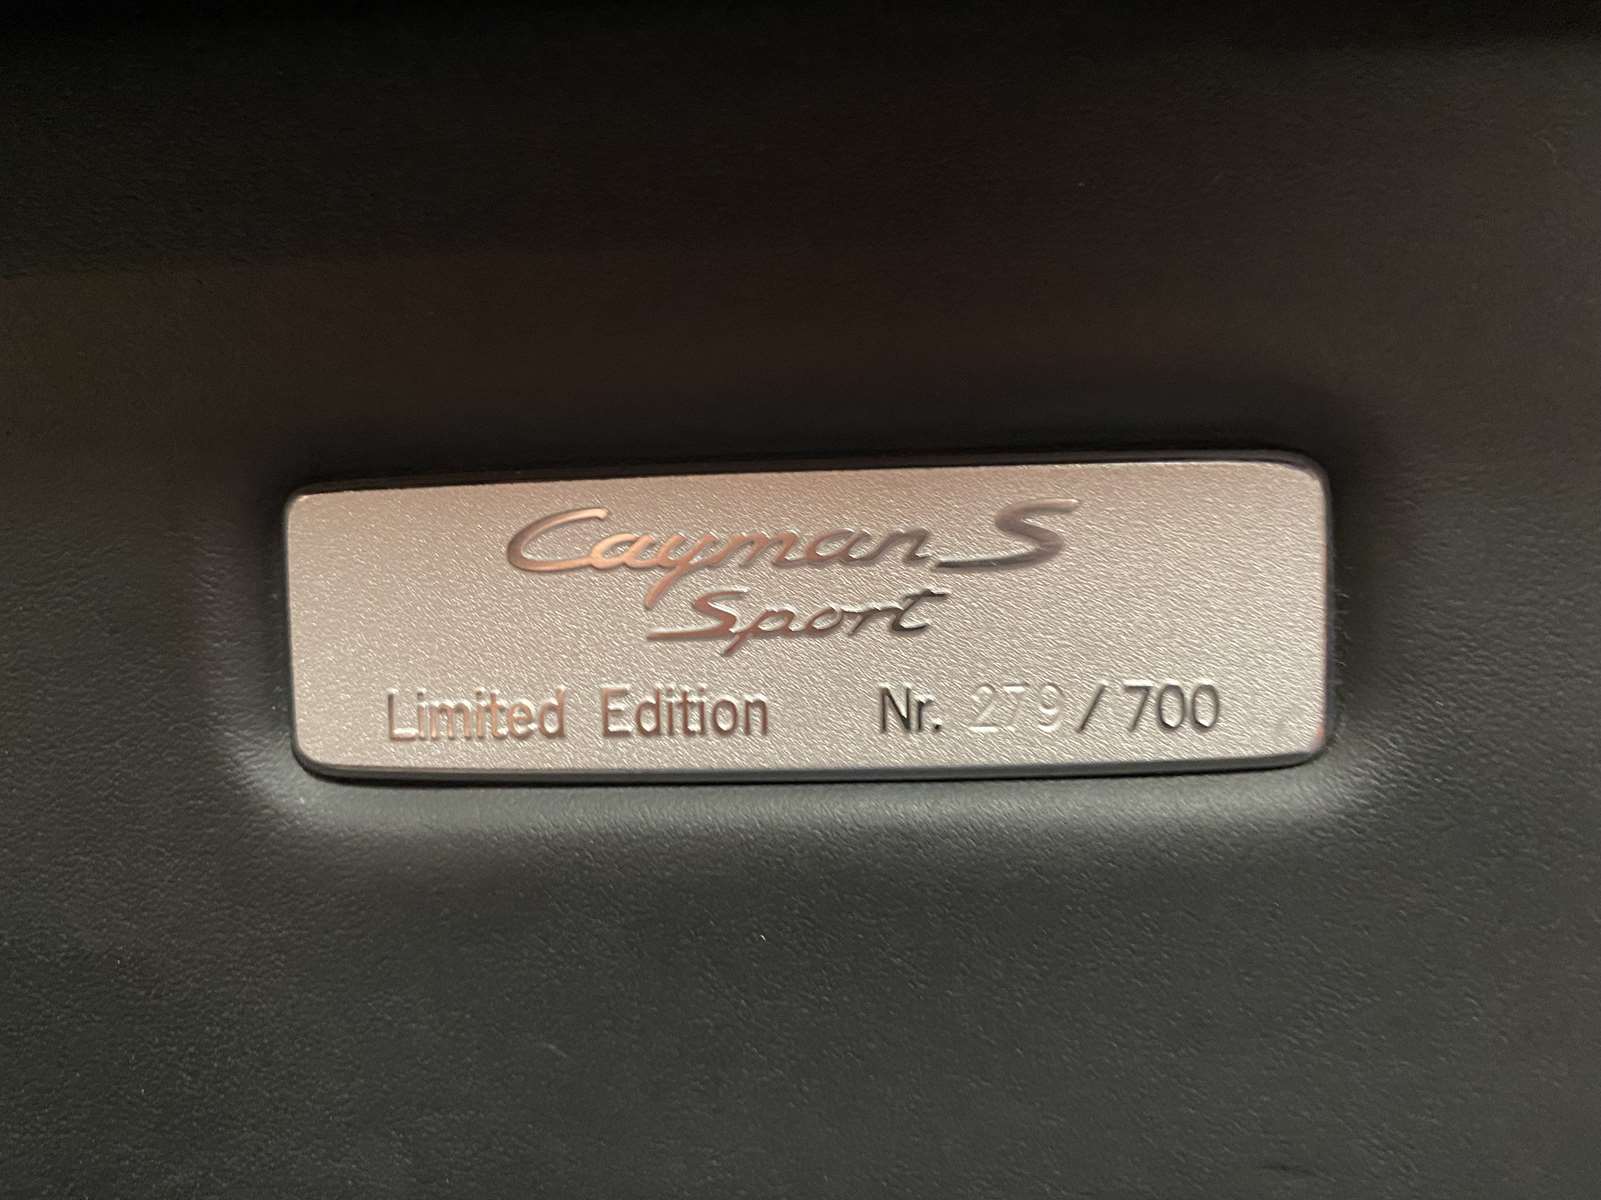 Cayman S
Sport
Limited Edition Nr. 279/700